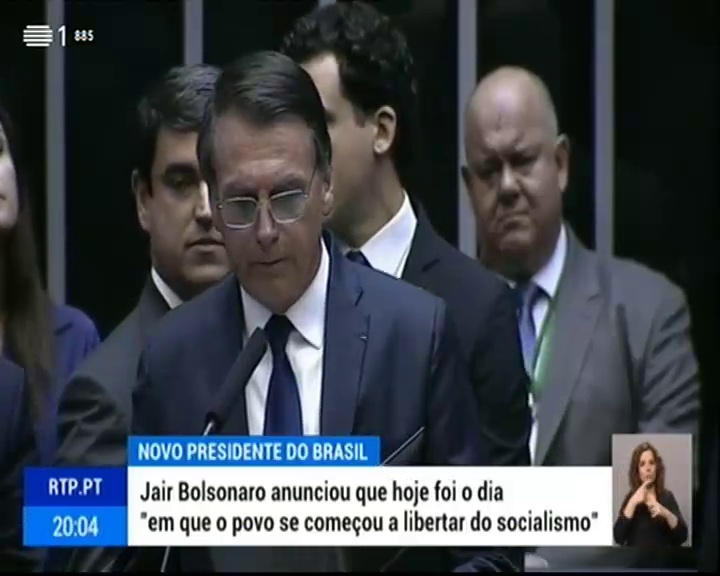 1 885
NOVO PRESIDENTE DO BRASIL
RTP.PT
Jair Bolsonaro anunciou que hoje foi o dia
20:04
"em que o povo se começou a libertar do socialismo"